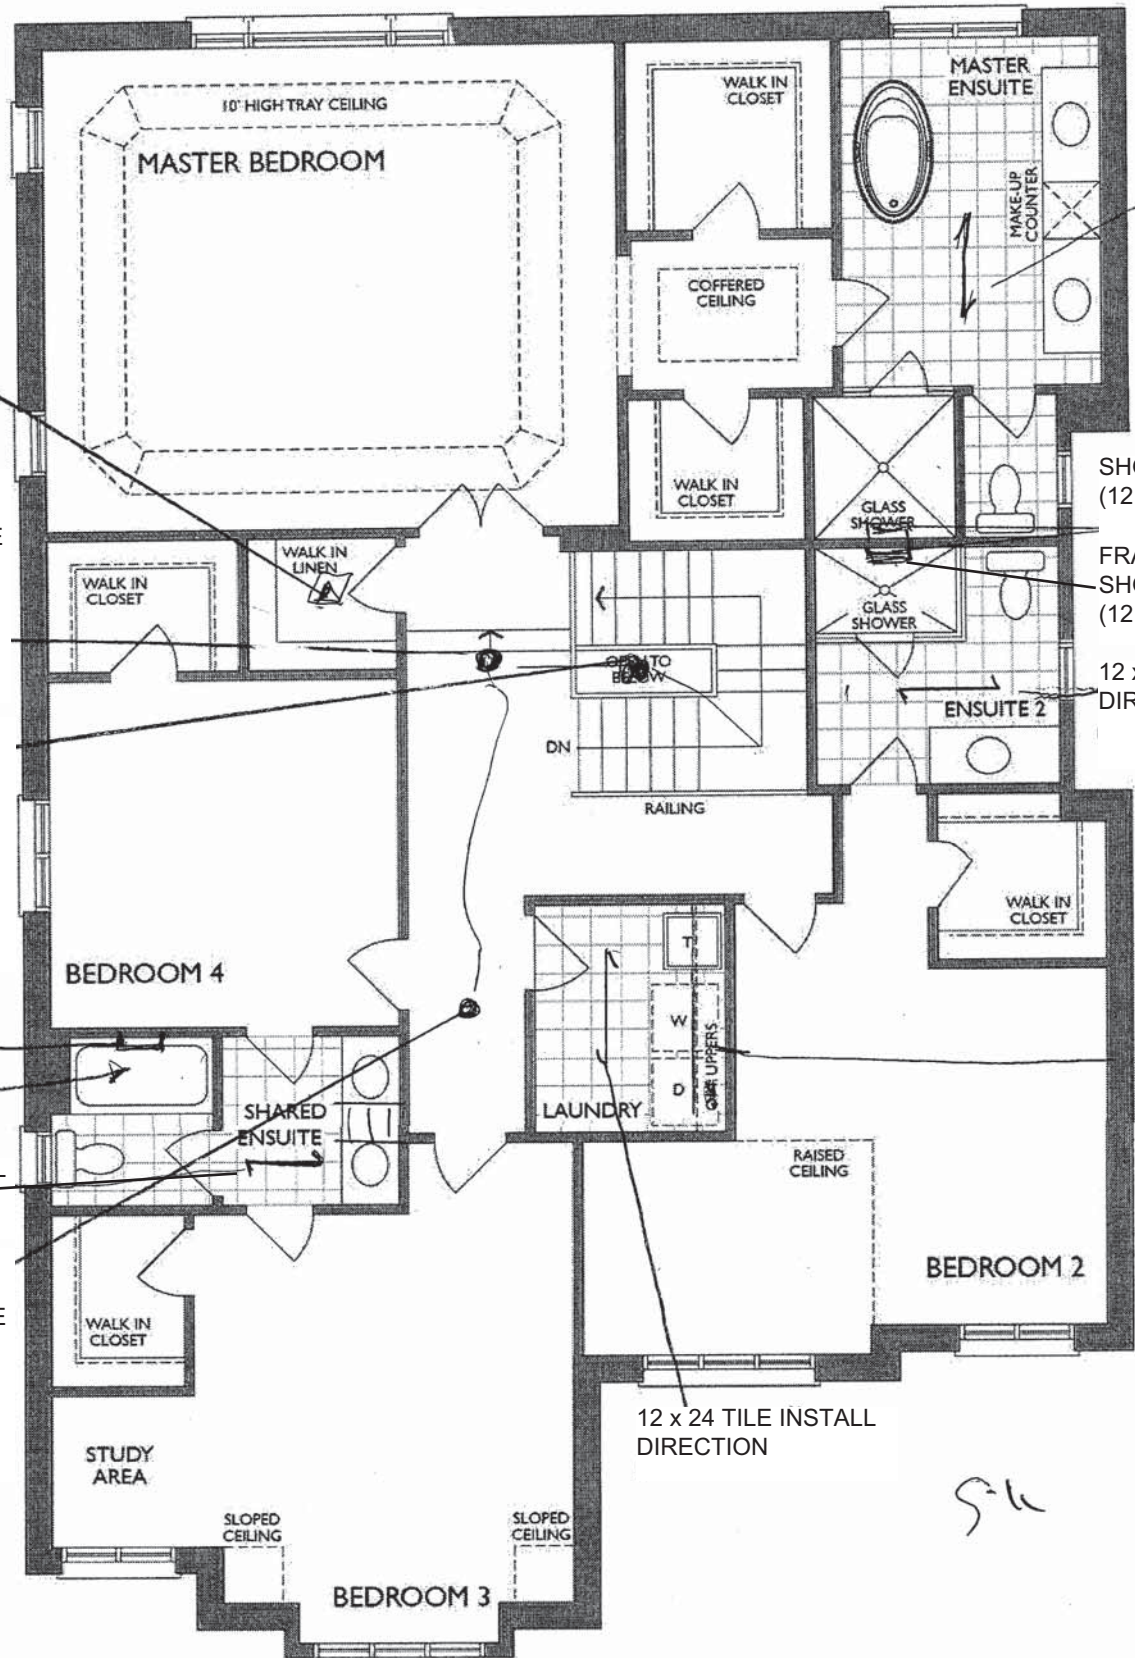 10' HIGH TRAY CEILING
MASTER BEDROOM
WALK IN
CLOSET
MASTER
ENSUITE
MAKE-UP
COUNTER
COFFERED
CEILING
WALK IN
CLOSET
GLASS
SHOWER
SHO
(12
FRA
SHO
(12
12 x
DIR
WALK IN
CLOSET
WALK IN
LINEN
OPEN TO
BELOW
GLASS
SHOWER
ENSUITE 2
DN
RAILING
WALK IN
CLOSET
BEDROOM 4
T
W
D
UPPERS
LAUNDRY
SHARED
ENSUITE
RAISED
CEILING
BEDROOM 2
WALK IN
CLOSET
12 x 24 TILE INSTALL
DIRECTION
STUDY
AREA
SLOPED
CEILING
SLOPED
CEILING
BEDROOM 3